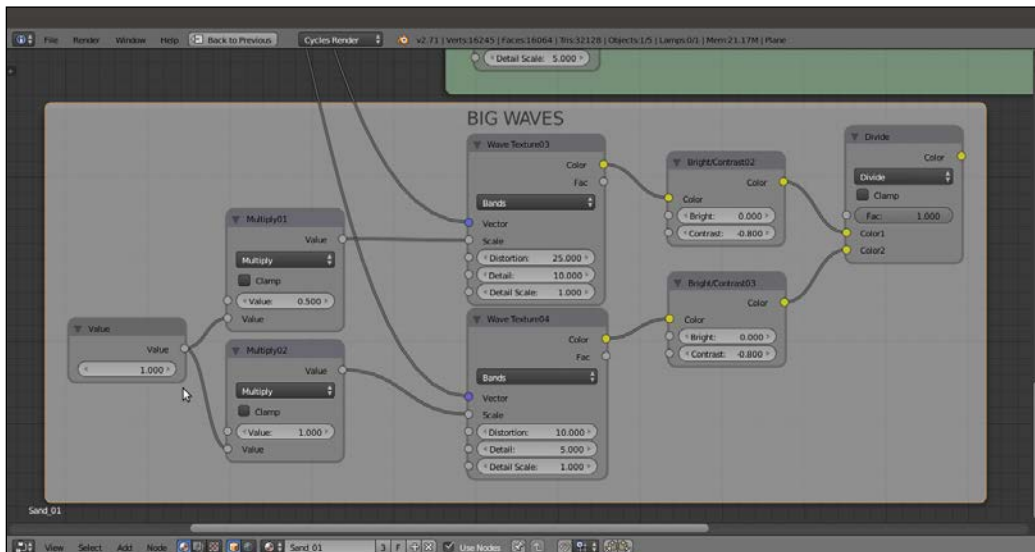 File Render Window Help Back to Previous Cycles Render v2.71 | Verts:16245 | Faces:16064 | Tris:32128 | Objects:1/5 | Lamps:0/1 | Mem:21.17M | Plane
Detail Scale: 5.000
BIG WAVES
Wave Texture03
Color
Fac
Bands
Vector
Scale
Distortion: 25.000
Detail: 10.000
Detail Scale: 1.000
Bright/Contrast02
Color
Color
Bright: 0.000
Contrast: -0.800
Divide
Color
Divide
Clamp
Fac: 1.000
Color1
Color2
Multiply01
Value
Multiply
Clamp
Value: 0.500
Value
Value
Value
1.000
Multiply02
Value
Multiply
Clamp
Value: 1.000
Value
Wave Texture04
Color
Fac
Bands
Vector
Scale
Distortion: 10.000
Detail: 5.000
Detail Scale: 1.000
Bright/Contrast03
Color
Color
Bright: 0.000
Contrast: -0.800
Sand_01
View Select Add Node Sand_01 3 F Use Nodes